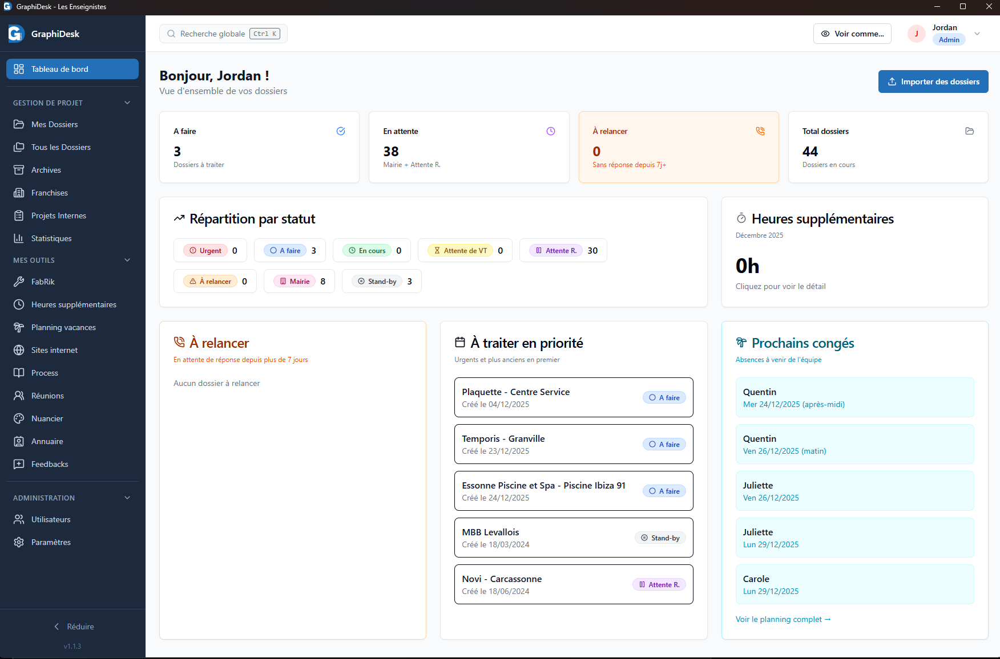 GraphiDesk - Les Enseignistes
GraphiDesk
Recherche globale Ctrl K
Voir comme...
J
Jordan
Admin
Tableau de bord
GESTION DE PROJET
Mes Dossiers
Tous les Dossiers
Archives
Franchises
Projets Internes
Statistiques
MES OUTILS
FabRik
Heures supplémentaires
Planning vacances
Sites internet
Process
Réunions
Nuancier
Annuaire
Feedbacks
ADMINISTRATION
Utilisateurs
Paramètres
Réduire
v1.1.3
Bonjour, Jordan !
Vue d'ensemble de vos dossiers
Importer des dossiers
A faire
3
Dossiers à traiter
En attente
38
Mairie + Attente R.
À relancer
0
Sans réponse depuis 7j+
Total dossiers
44
Dossiers en cours
Répartition par statut
Urgent 0
A faire 3
En cours 0
Attente de VT 0
Attente R. 30
À relancer 0
Mairie 8
Stand-by 3
Heures supplémentaires
Décembre 2025
0h
Cliquez pour voir le détail
À relancer
En attente de réponse depuis plus de 7 jours
Aucun dossier à relancer
À traiter en priorité
Urgents et plus anciens en premier
Plaquette - Centre Service
Créé le 04/12/2025
A faire
Temporis - Granville
Créé le 23/12/2025
A faire
Essonne Piscine et Spa - Piscine Ibiza 91
Créé le 24/12/2025
A faire
MBB Levallois
Créé le 18/03/2024
Stand-by
Novi - Carcassonne
Créé le 18/06/2024
Attente R.
Prochains congés
Absences à venir de l'équipe
Quentin
Mer 24/12/2025 (après-midi)
Quentin
Ven 26/12/2025 (matin)
Juliette
Ven 26/12/2025
Juliette
Lun 29/12/2025
Carole
Lun 29/12/2025
Voir le planning complet →